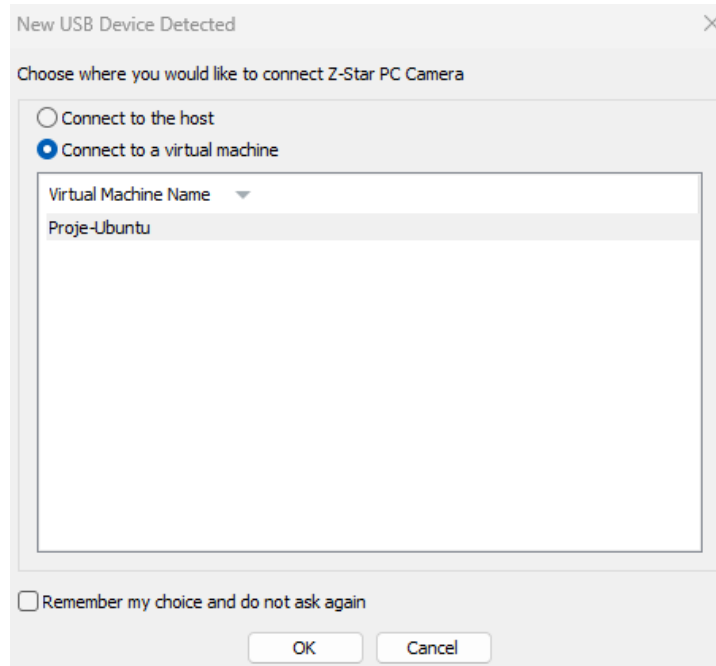 New USB Device Detected
Choose where you would like to connect Z-Star PC Camera
Connect to the host
Connect to a virtual machine
Virtual Machine Name
Proje-Ubuntu
Remember my choice and do not ask again
OK Cancel